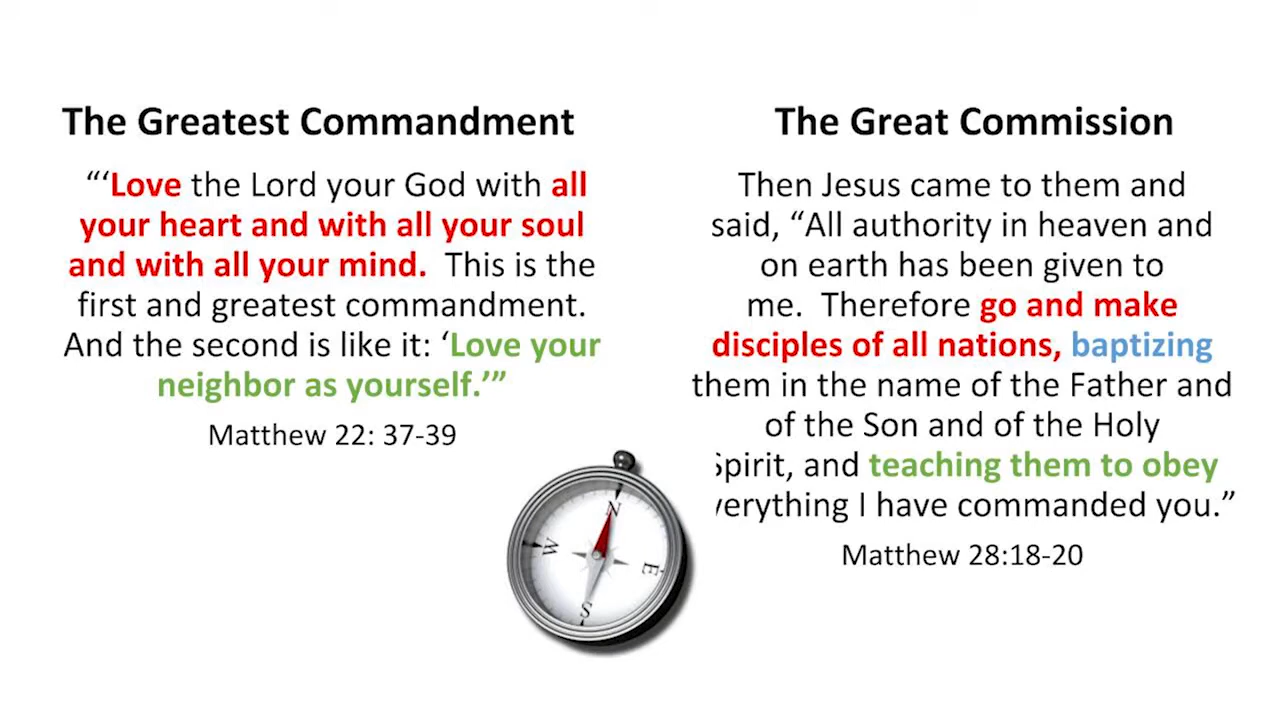 The Greatest Commandment
“‘Love the Lord your God with all
your heart and with all your soul
and with all your mind.  This is the
first and greatest commandment.
And the second is like it: ‘Love your
neighbor as yourself.’”
Matthew 22: 37-39
The Great Commission
Then Jesus came to them and
said, “All authority in heaven and
on earth has been given to
me.  Therefore go and make
disciples of all nations, baptizing
them in the name of the Father and
of the Son and of the Holy
Spirit, and teaching them to obey
verything I have commanded you.”
Matthew 28:18-20
N
W
E
S